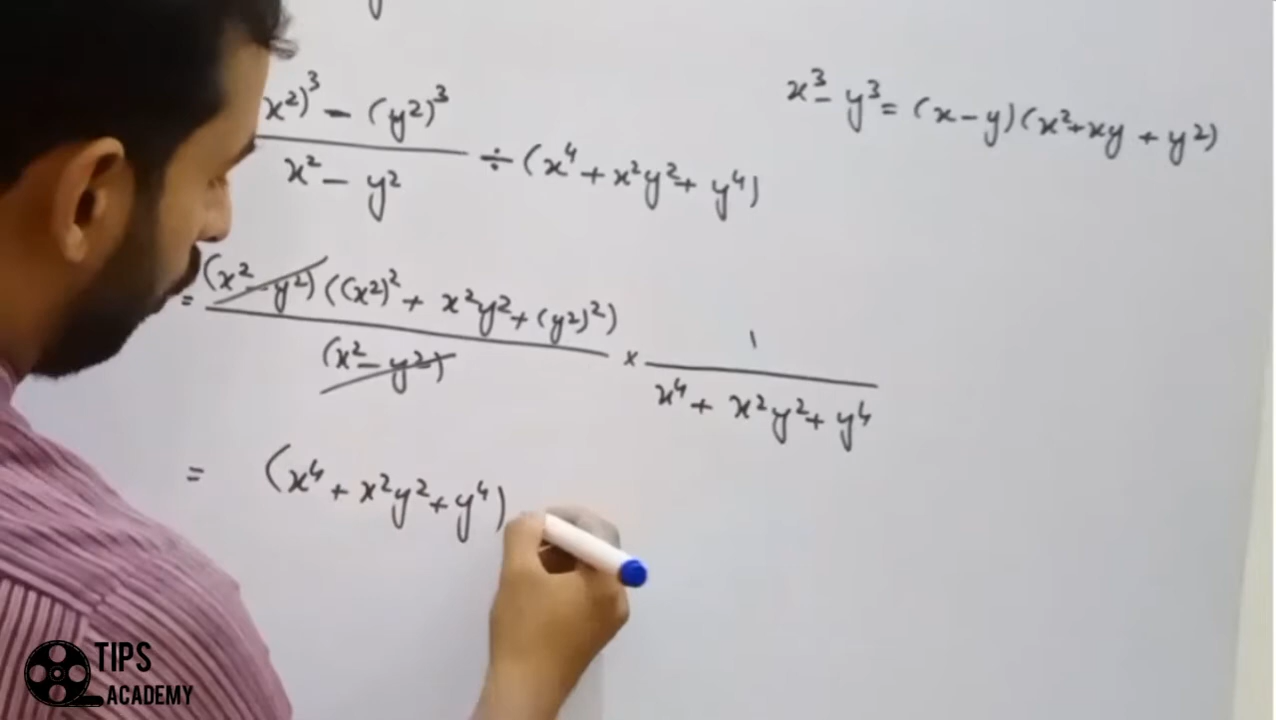 x²)³ - (y²)³
x² - y² ÷ (x⁴ + x²y² + y⁴)
x³ - y³ = (x - y)(x² + xy + y²)
= (x² - y²)((x²)² + x²y² + (y²)²)
(x² - y²) × 1
x⁴ + x²y² + y⁴
= (x⁴ + x²y² + y⁴)
TIPS
ACADEMY